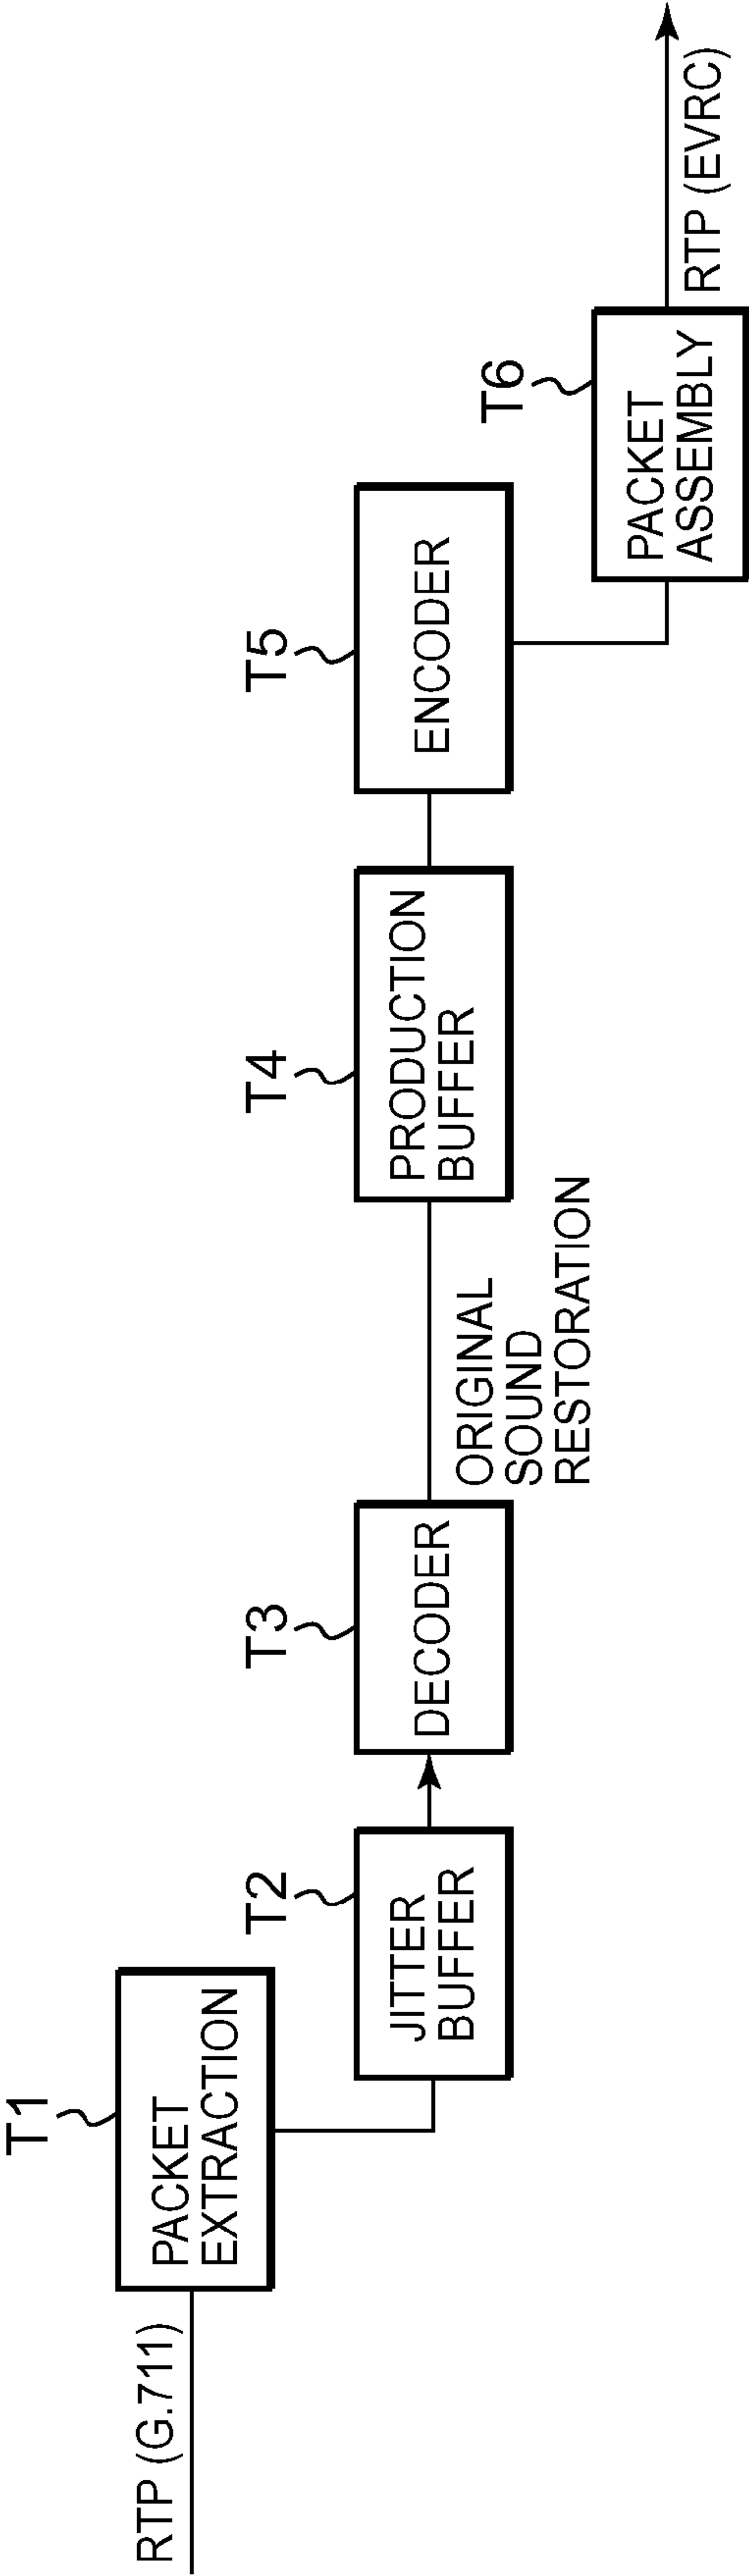 RTP (G.711)
T1
PACKET
EXTRACTION
T2
JITTER
BUFFER
T3
DECODER
ORIGINAL
SOUND
RESTORATION
T4
PRODUCTION
BUFFER
T5
ENCODER
T6
PACKET
ASSEMBLY
RTP (EVRC)